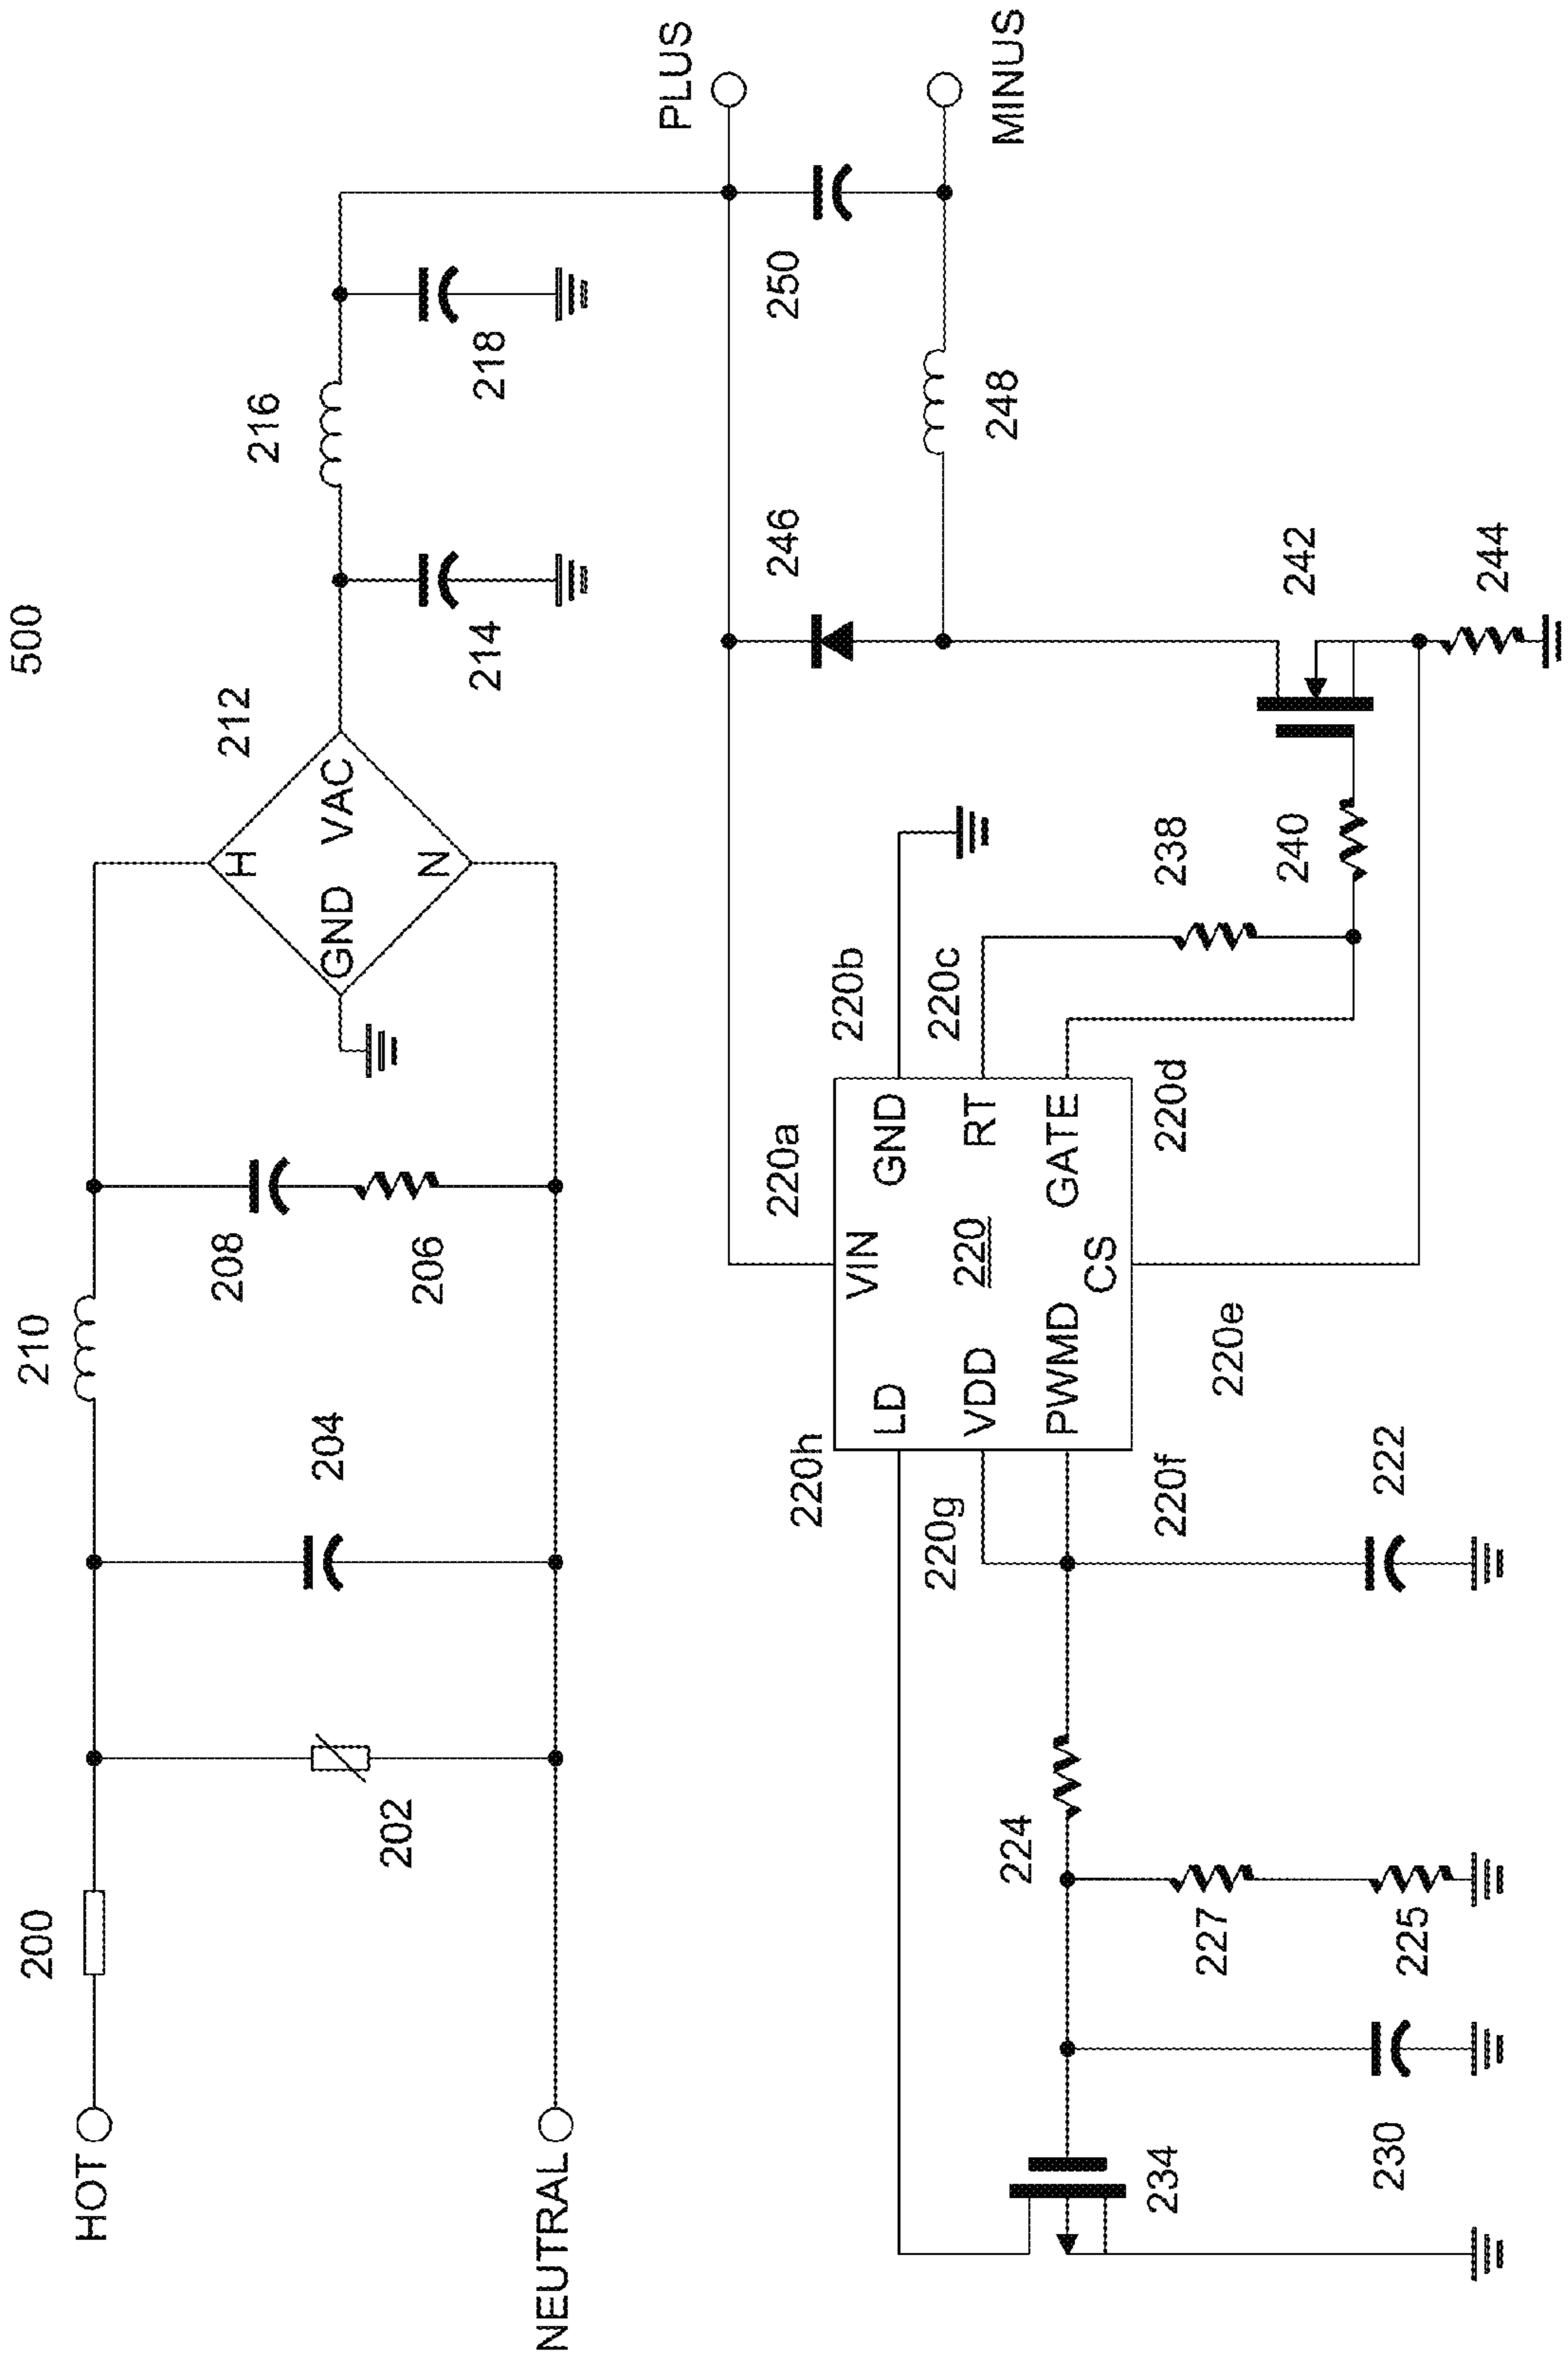 500
HOT
200
202
204
210
208
206
212
H
GND VAC
N
214
216
218
NEUTRAL
PLUS
MINUS
250
246
248
242
244
240
238
220a
220b
220c
220d
220e
220f
220g
220h
VIN
LD
GND
VDD
220
RT
PWMD
GATE
CS
222
224
227
225
230
234